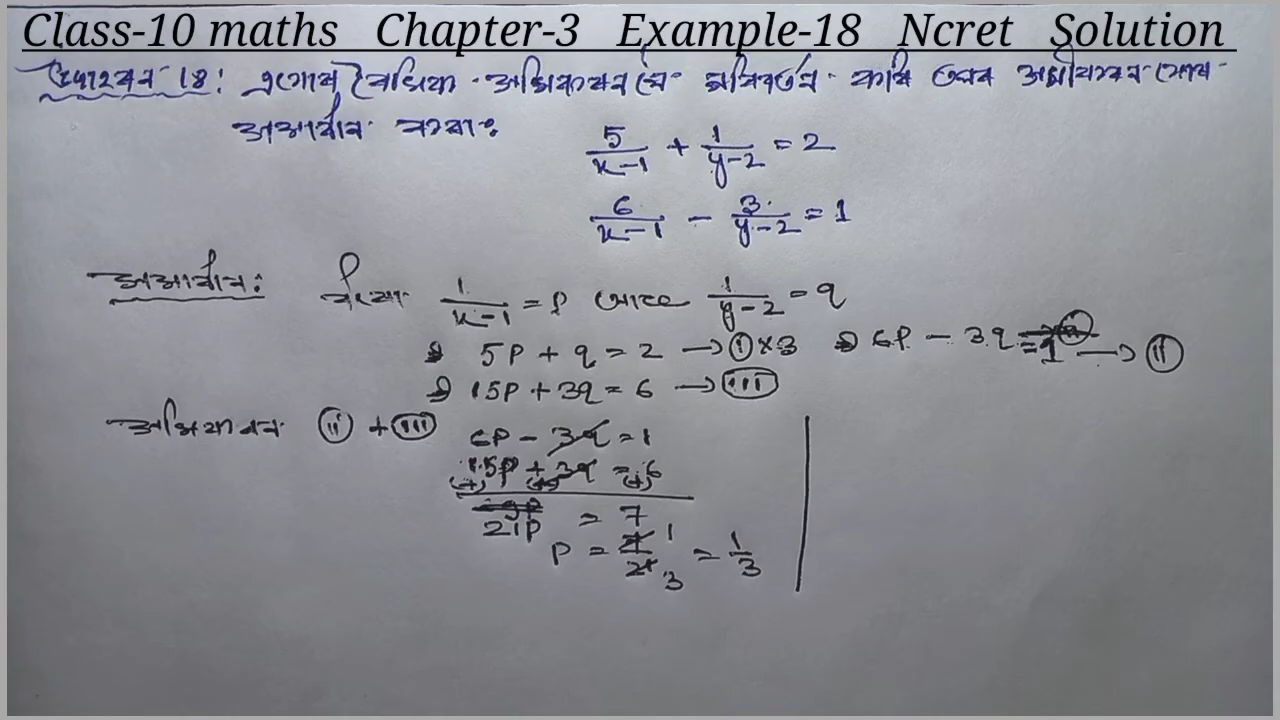 Class-10 maths Chapter-3 Example-18 Ncret Solution
উদাহৰণ 18: এযোৰ ৰৈখিক সমীকৰণলৈ পৰিবৰ্তন কৰি তলৰ সমীকৰণযোৰ
সমাধান কৰা:
5/(x-1) + 1/(y-2) = 2
6/(x-1) - 3/(y-2) = 1
সমাধান: ধৰা 1/(x-1) = p আৰু 1/(y-2) = q
5p + q = 2 → (i) × 3 ⇒ 6p - 3q = 1 → (ii)
⇒ 15p + 3q = 6 → (iii)
সমীকৰণ (ii) + (iii) 6p - 3q = 1
15p + 3q = 6
(+) (+) (+)
21p = 7
p = 7/21 = 1/3